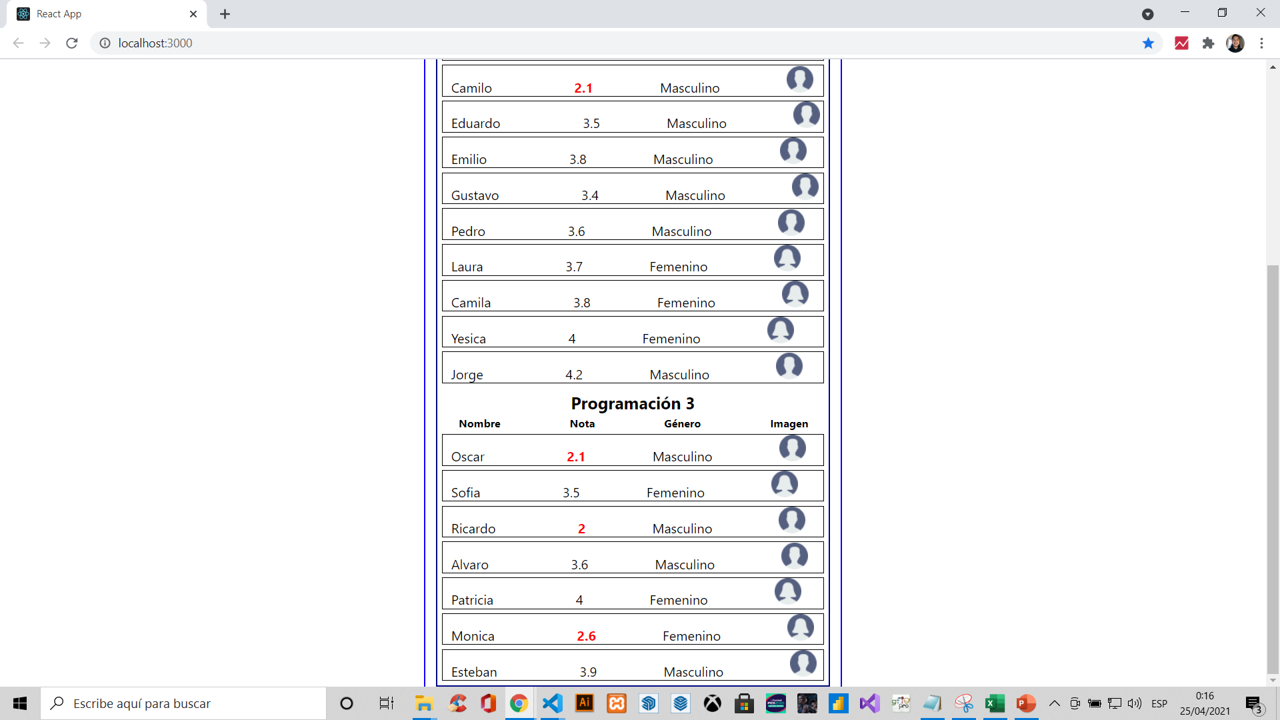 React App
localhost:3000
Camilo 2.1 Masculino
Eduardo 3.5 Masculino
Emilio 3.8 Masculino
Gustavo 3.4 Masculino
Pedro 3.6 Masculino
Laura 3.7 Femenino
Camila 3.8 Femenino
Yesica 4 Femenino
Jorge 4.2 Masculino
Programación 3
Nombre Nota Género Imagen
Oscar 2.1 Masculino
Sofia 3.5 Femenino
Ricardo 2 Masculino
Alvaro 3.6 Masculino
Patricia 4 Femenino
Monica 2.6 Femenino
Esteban 3.9 Masculino
Escribe aquí para buscar
Ai
ESP
0:16
25/04/2021
3